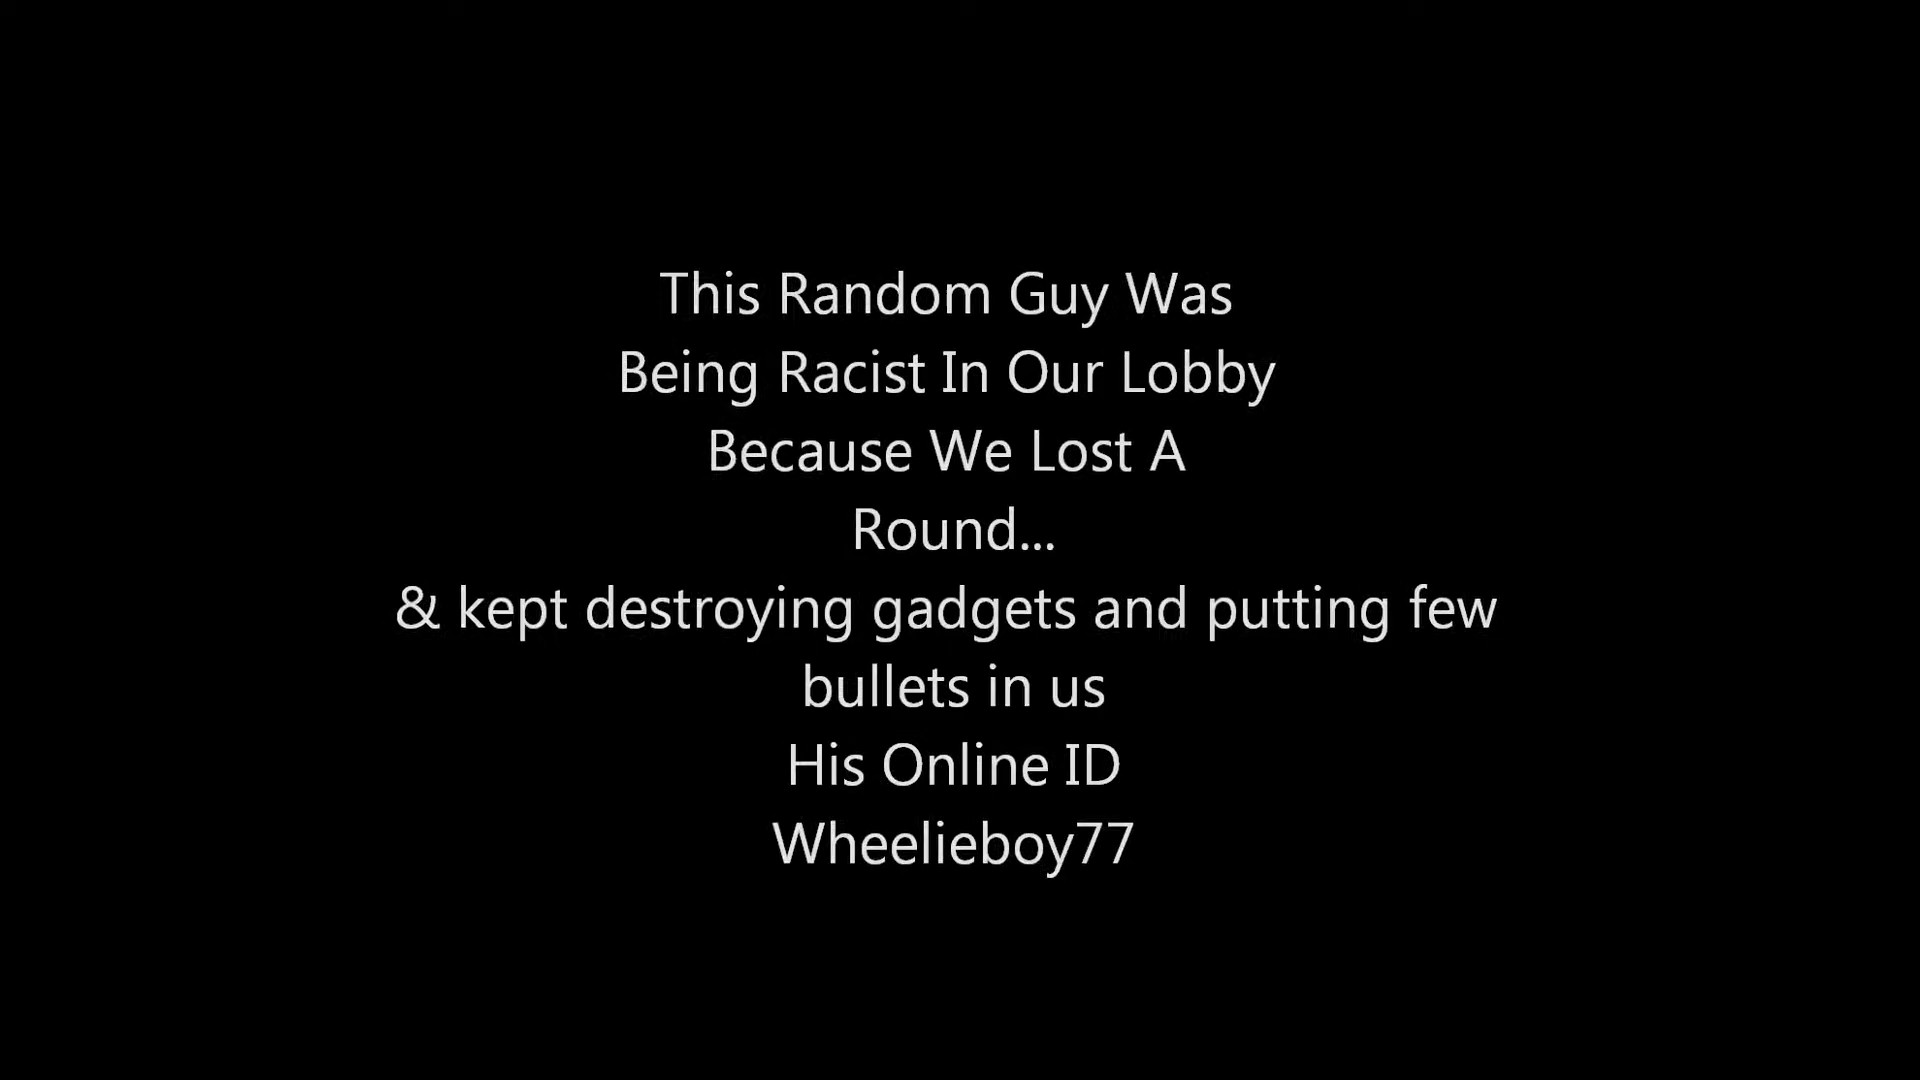 This Random Guy Was
Being Racist In Our Lobby
Because We Lost A
Round...
& kept destroying gadgets and putting few
bullets in us
His Online ID
Wheelieboy77